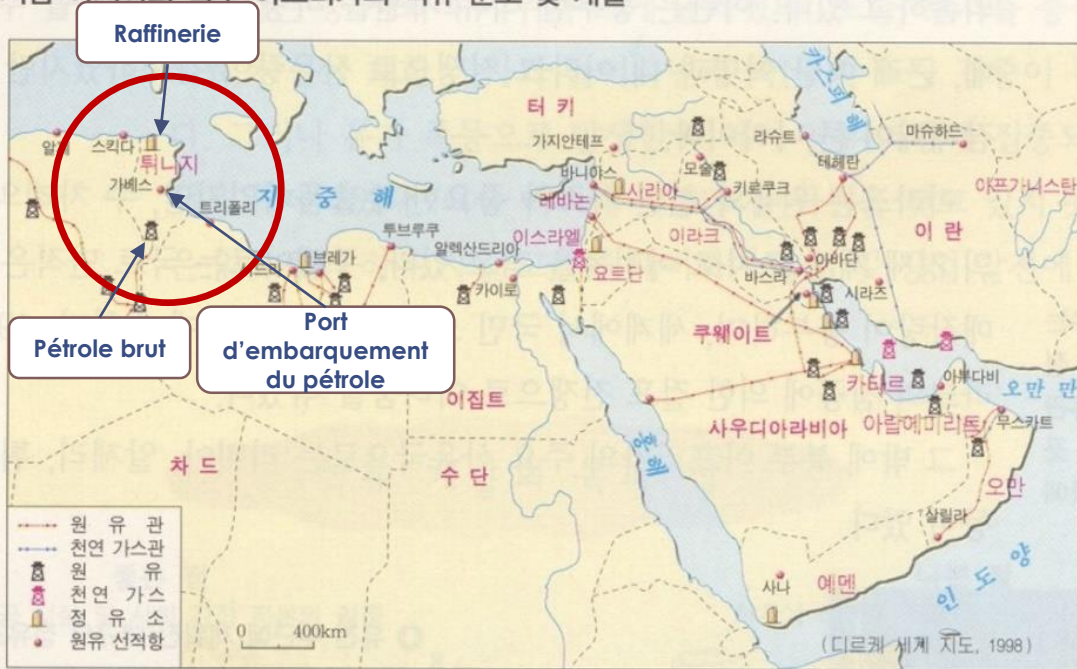 Raffinerie
카스피해
터 키
알
스킨다
가지안테프
라슈트
마슈하드
튀니지
바니아스
모술
테헤란
가베스
시리아
키로쿠크
아프가니스탄
트리폴리
지 중 해
레바논
투브루쿠
이스라엘
이라크
이 란
브레가
알렉산드리아
요르단
아바단
바스라
카이로
시라즈
Pétrole brut
Port
d’embarquement
du pétrole
쿠웨이트
이집트
카타르
아부다비
오만 만
사우디아라비아
아랍에미리트
무스카트
홍해
차 드
수 단
오만
살릴라
원 유 관
천연 가스관
원 유
천연 가스
정 유 소
원유 선적항
0 400km
사나
예멘
인 도 양
(디르케 세계 지도, 1998)